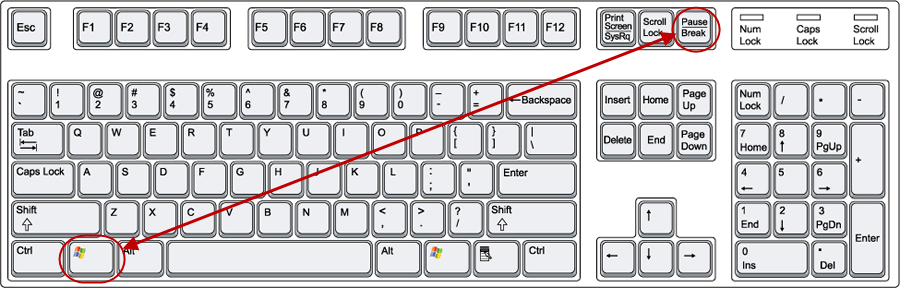 Esc F1 F2 F3 F4 F5 F6 F7 F8 F9 F10 F11 F12 Print Screen SysRq Scroll Lock Pause Break Num Lock Caps Lock Scroll Lock
~ ` ! 1 @ 2 # 3 $ 4 % 5 ^ 6 & 7 * 8 ( 9 ) 0 _ - + = ←Backspace Insert Home Page Up Num Lock / * -
Tab Q W E R T Y U I O P { [ } ] | \ Delete End Page Down 7 Home 8 ↑ 9 PgUp +
Caps Lock A S D F G H J K L : ; " ' Enter 4 ← 5 6 →
Shift Z X C V B N M < , > . ? / Shift ↑ 1 End 2 ↓ 3 PgDn Enter
Ctrl Alt Alt Ctrl ← ↓ → 0 Ins . Del